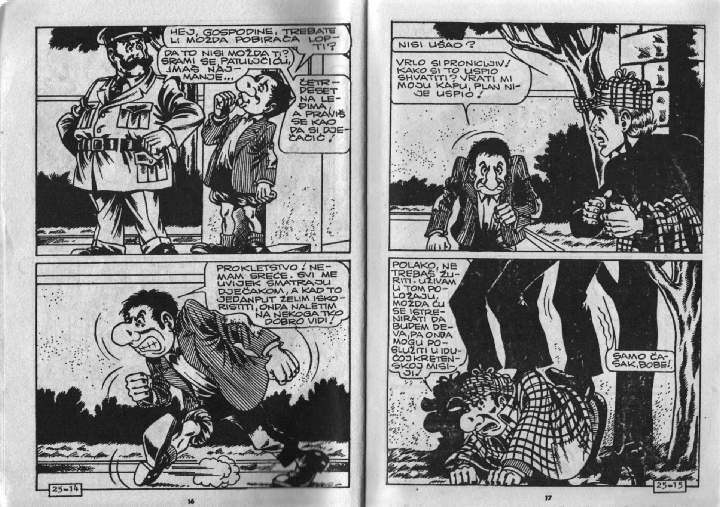 HEJ, GOSPODINE, TREBATE
LI MOŽDA POBIRAČA LOP-
TI?
DA TO NISI MOŽDA TI?
SRAMI SE, PATULJČIĆU,
IMAŠ NAJ-
MANJE...
ČETR-
DESET
NA LE-
ĐIMA,
A PRAVIŠ
SE KAO
DA SI DJE-
ČAČIĆ!
PROKLETSTVO! NE-
MAM SREĆE. SVI ME
UVIJEK SMATRAJU
DJEČAKOM, A KAD TO
JEDANPUT ŽELIM ISKO-
RISTITI, ONDA NALETIM
NA NEKOGA TKO
DOBRO VIDI!
25-14
16
NISI UŠAO?
VRLO SI PRONICLJIV!
KAKO SI TO USPIO
SHVATITI? VRATI MI
MOJU KAPU, PLAN NI-
JE USPIO!
POLAKO, NE
TREBAŠ ŽU-
RITI. UŽIVAM
U TOM PO-
LOŽAJU,
MOŽDA ĆU
SE ISTRE-
NIRATI DA
BUDEM DE-
VA, PA ONDA
MOGU PO-
SLUŽITI U IDU-
ĆOJ KRETEN-
SKOJ MISI-
JI!
SAMO ČA-
SAK, BOBE!
25-15
17